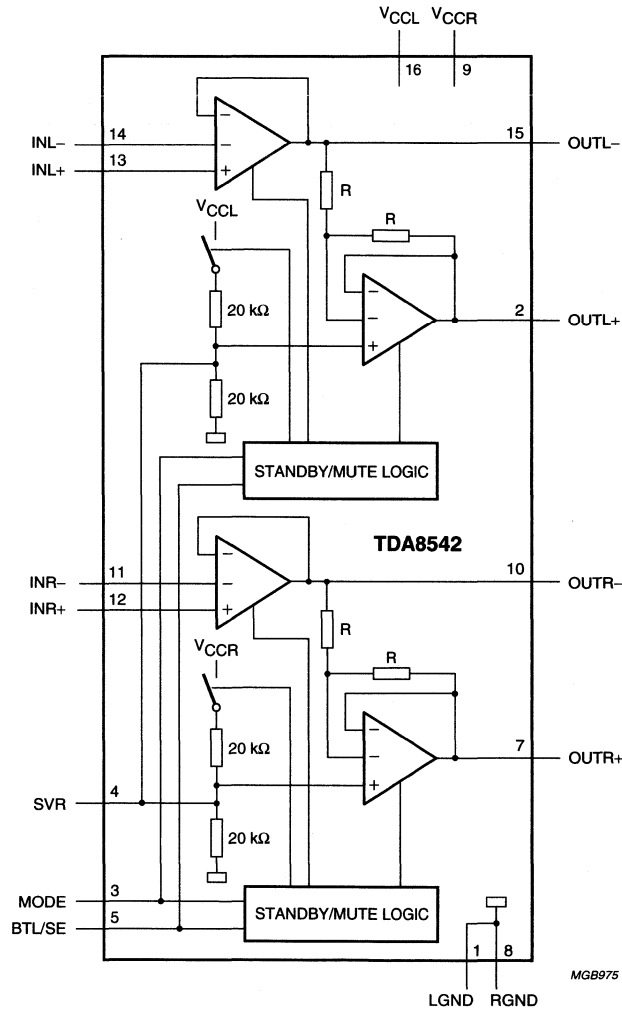 VCCL VCCR
16 9
INL− 14 − 15 OUTL−
INL+ 13 +
−
R
VCCL
R
20 kΩ
−
− 2 OUTL+
+
20 kΩ
STANDBY/MUTE LOGIC
TDA8542
−
INR− 11 − 10 OUTR−
INR+ 12 +
R
VCCR
R
20 kΩ
−
− 7 OUTR+
+
SVR 4
20 kΩ
MODE 3
STANDBY/MUTE LOGIC
BTL/SE 5
1 8
LGND RGND
MGB975